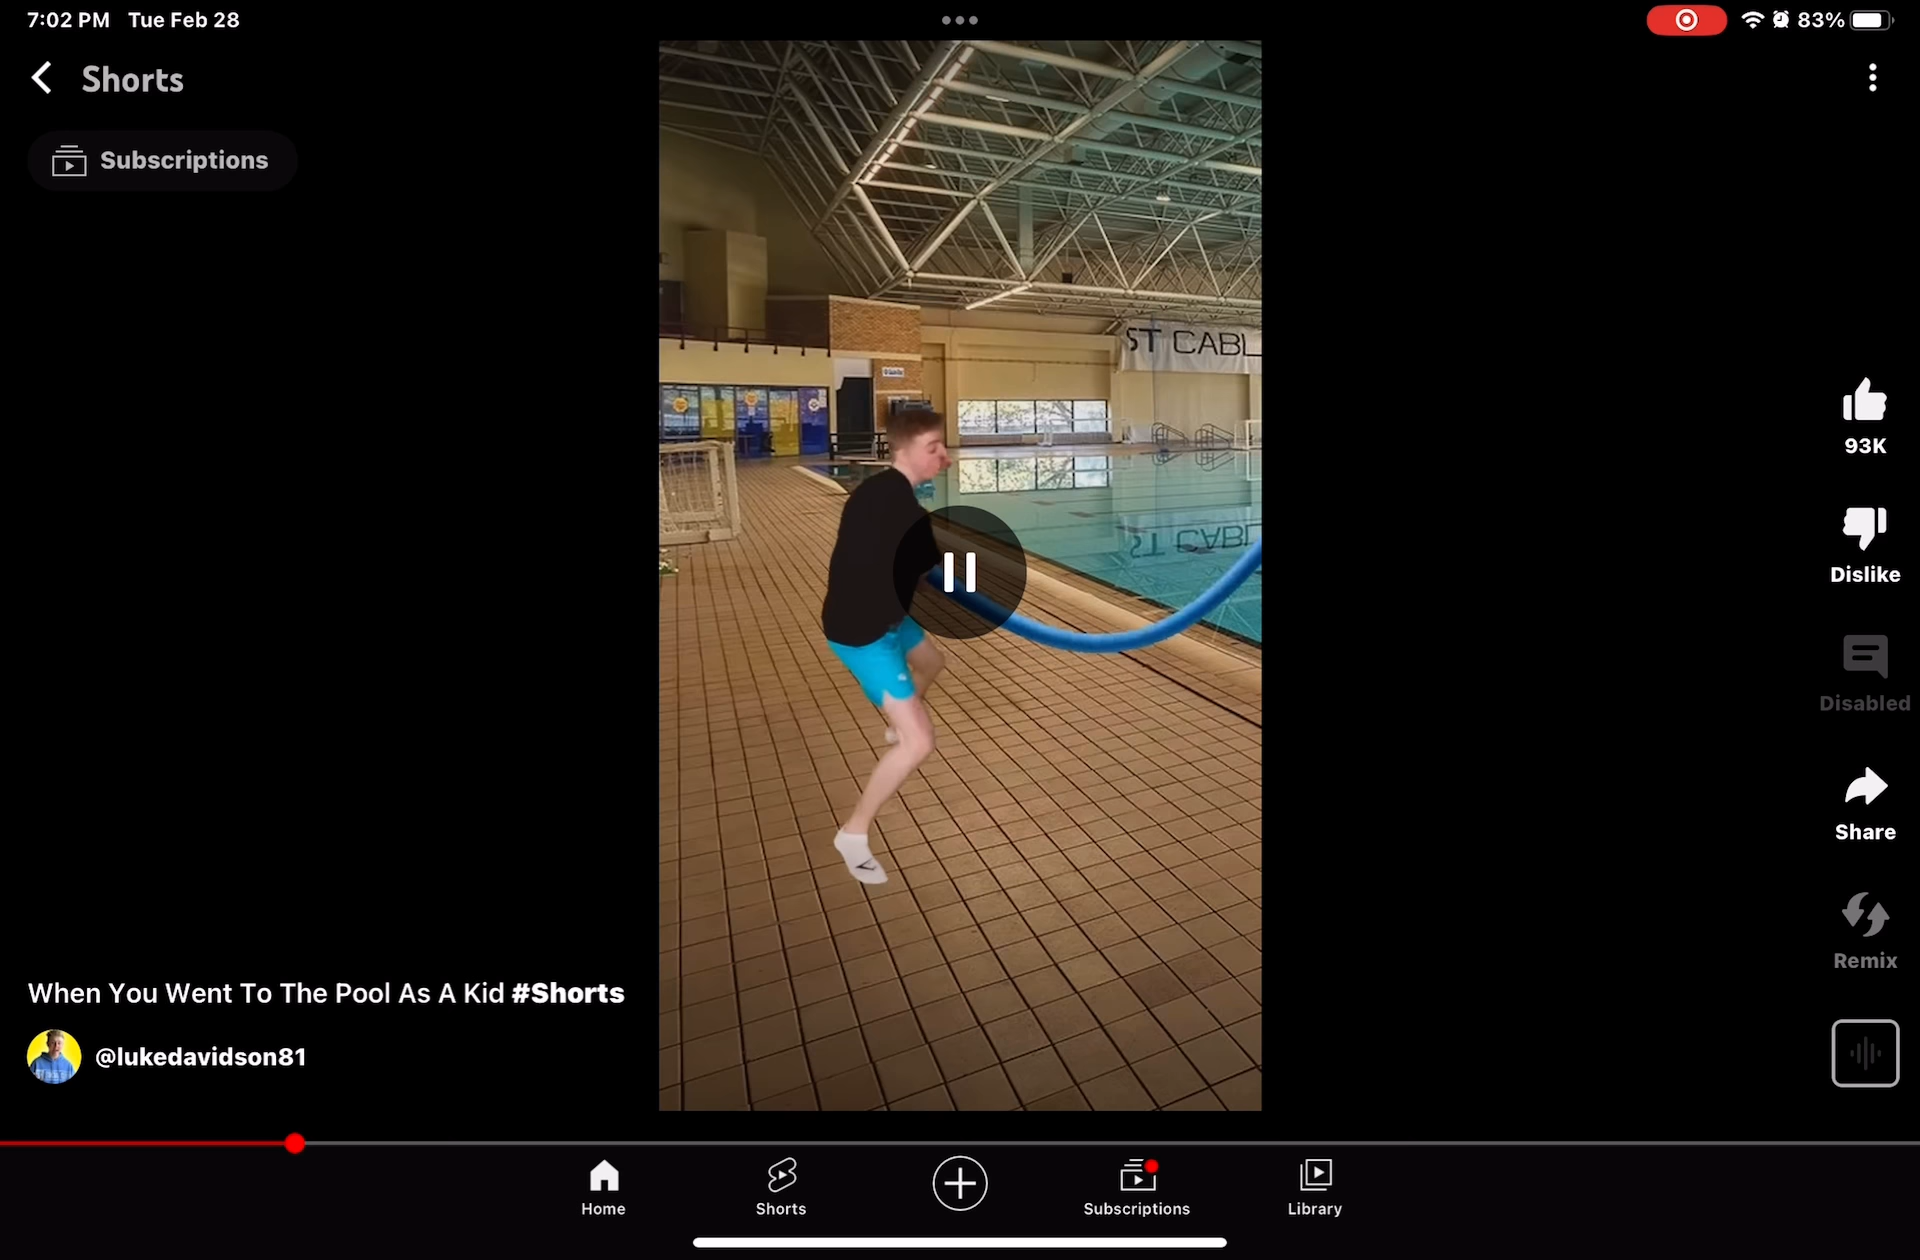 7:02 PM Tue Feb 28
83%
Shorts
Subscriptions
ST CABL
93K
Dislike
Disabled
Share
Remix
When You Went To The Pool As A Kid #Shorts
@lukedavidson81
Home
Shorts
Subscriptions
Library